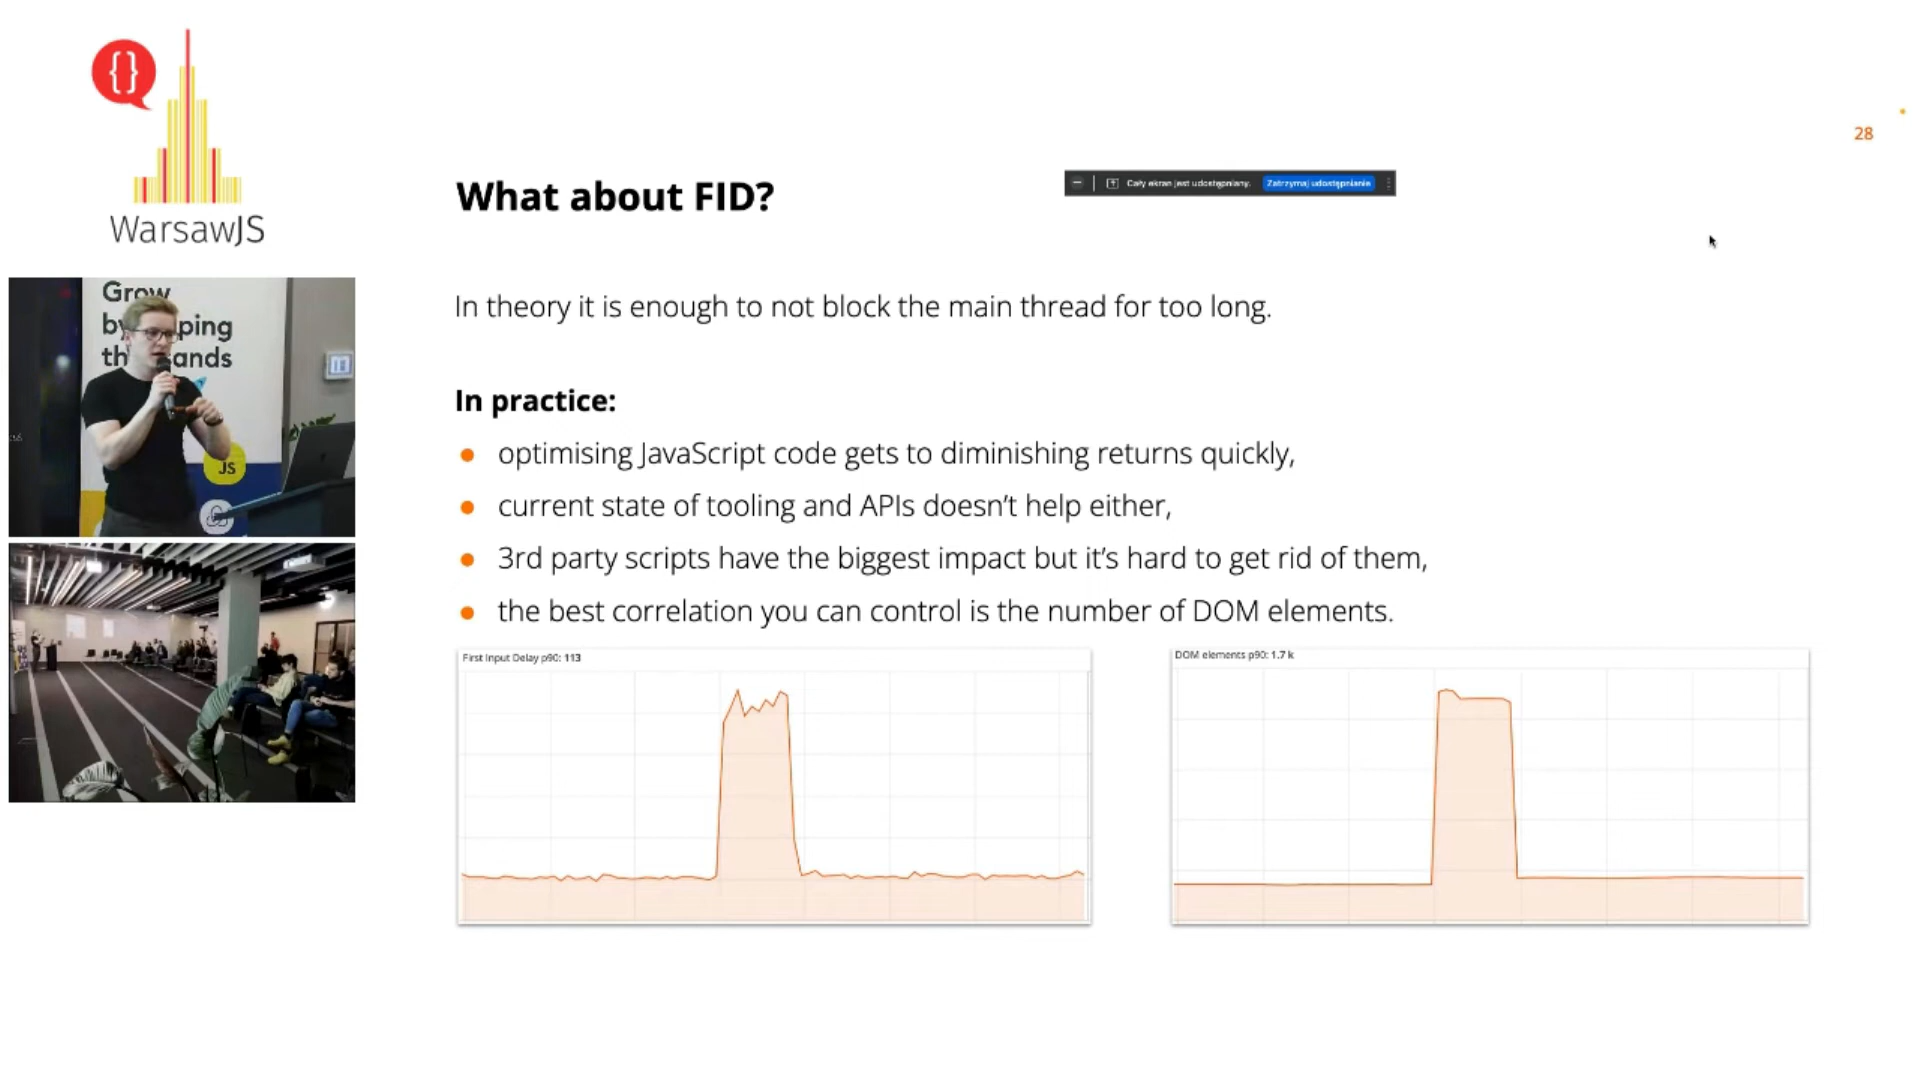 {}
WarsawJS
28
What about FID?
Cały ekran jest udostępniany.
Zatrzymaj udostępnianie
In theory it is enough to not block the main thread for too long.
In practice:
optimising JavaScript code gets to diminishing returns quickly,
current state of tooling and APIs doesn't help either,
3rd party scripts have the biggest impact but it's hard to get rid of them,
the best correlation you can control is the number of DOM elements.
First Input Delay p90: 113
DOM elements p90: 1.7 k
Grow
ping
ands
JS